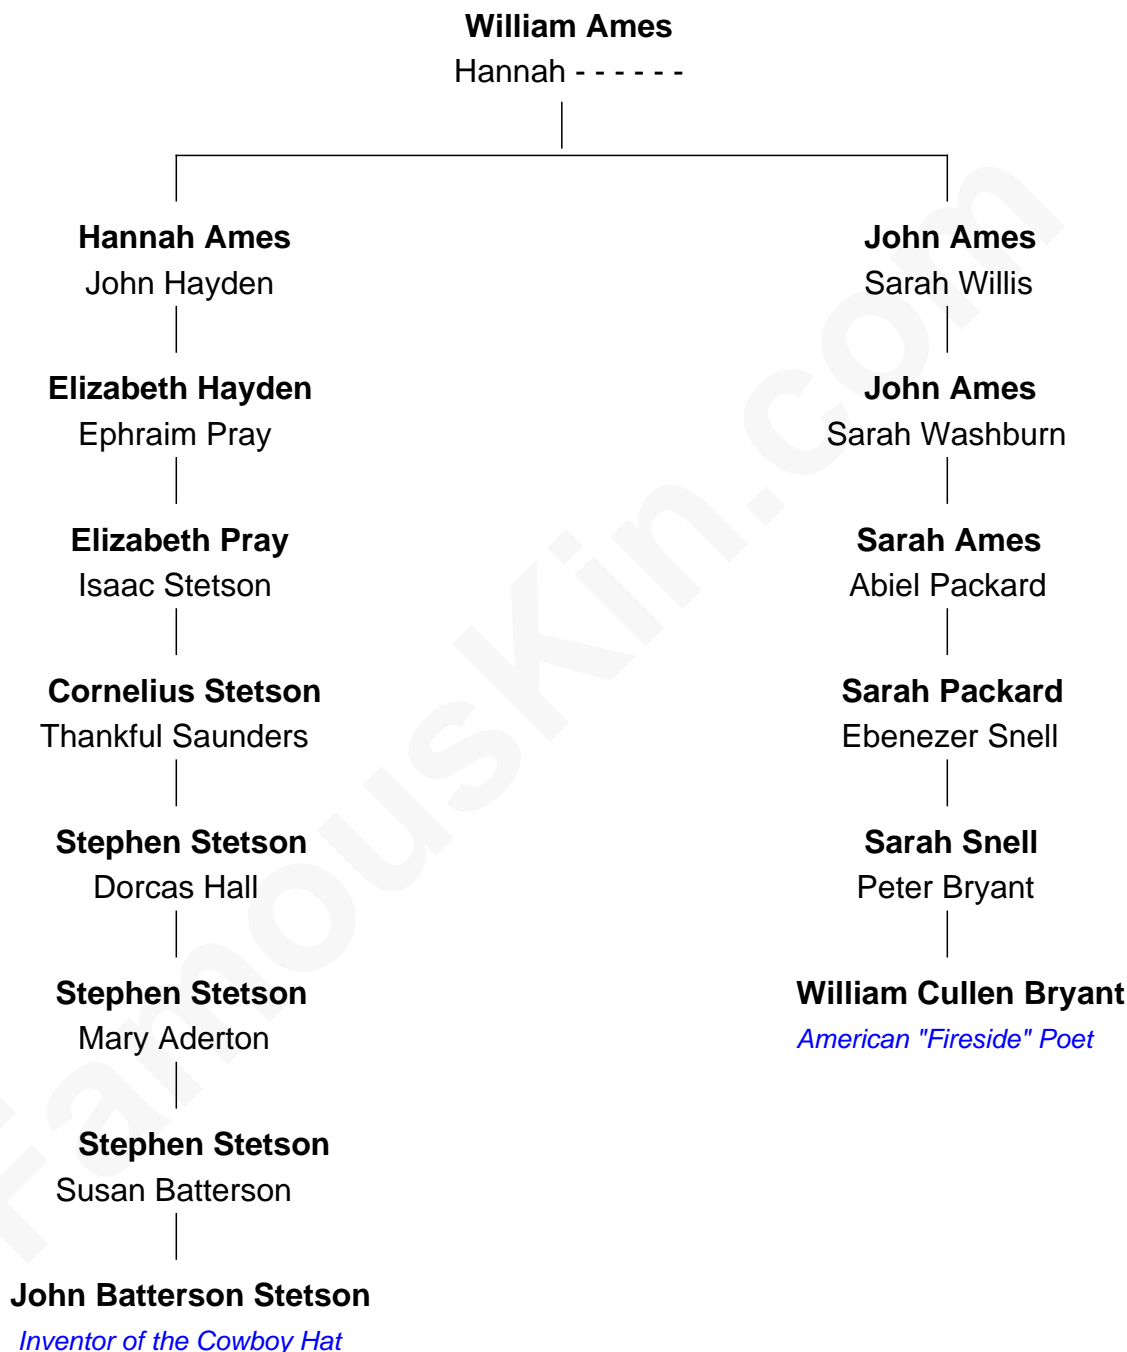 William Ames
Hannah - - - - - -
Hannah Ames
John Hayden
John Ames
Sarah Willis
Elizabeth Hayden
Ephraim Pray
John Ames
Sarah Washburn
Elizabeth Pray
Isaac Stetson
Sarah Ames
Abiel Packard
Cornelius Stetson
Thankful Saunders
Sarah Packard
Ebenezer Snell
Stephen Stetson
Dorcas Hall
Sarah Snell
Peter Bryant
Stephen Stetson
Mary Aderton
William Cullen Bryant
American "Fireside" Poet
Stephen Stetson
Susan Batterson
John Batterson Stetson
Inventor of the Cowboy Hat
FamousKin.com